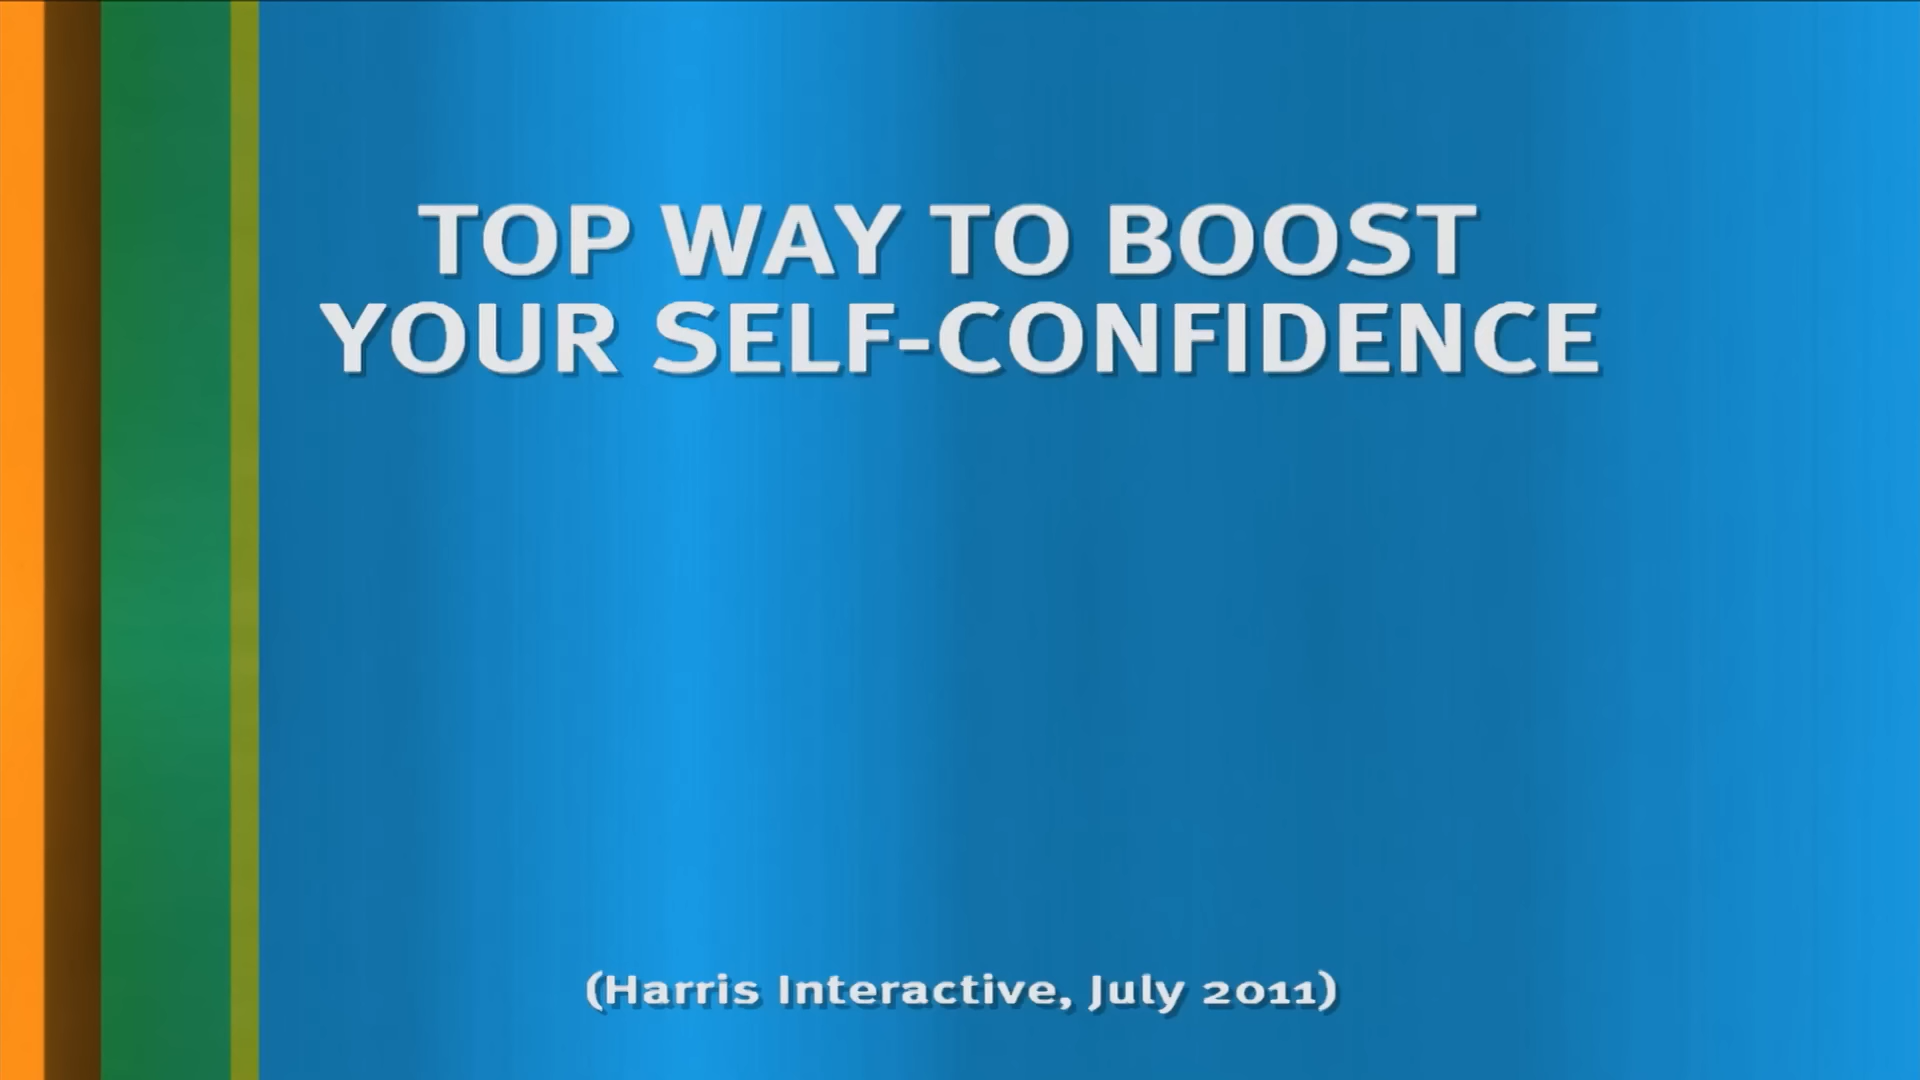 TOP WAY TO BOOST
YOUR SELF-CONFIDENCE
(Harris Interactive, July 2011)